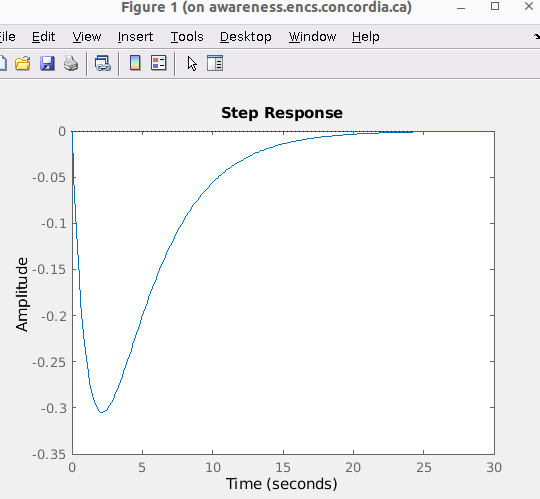 Figure 1 (on awareness.encs.concordia.ca)
ile Edit View Insert Tools Desktop Window Help
Step Response
0
-0.05
-0.1
-0.15
-0.2
-0.25
-0.3
-0.35
Amplitude
0 5 10 15 20 25 30
Time (seconds)